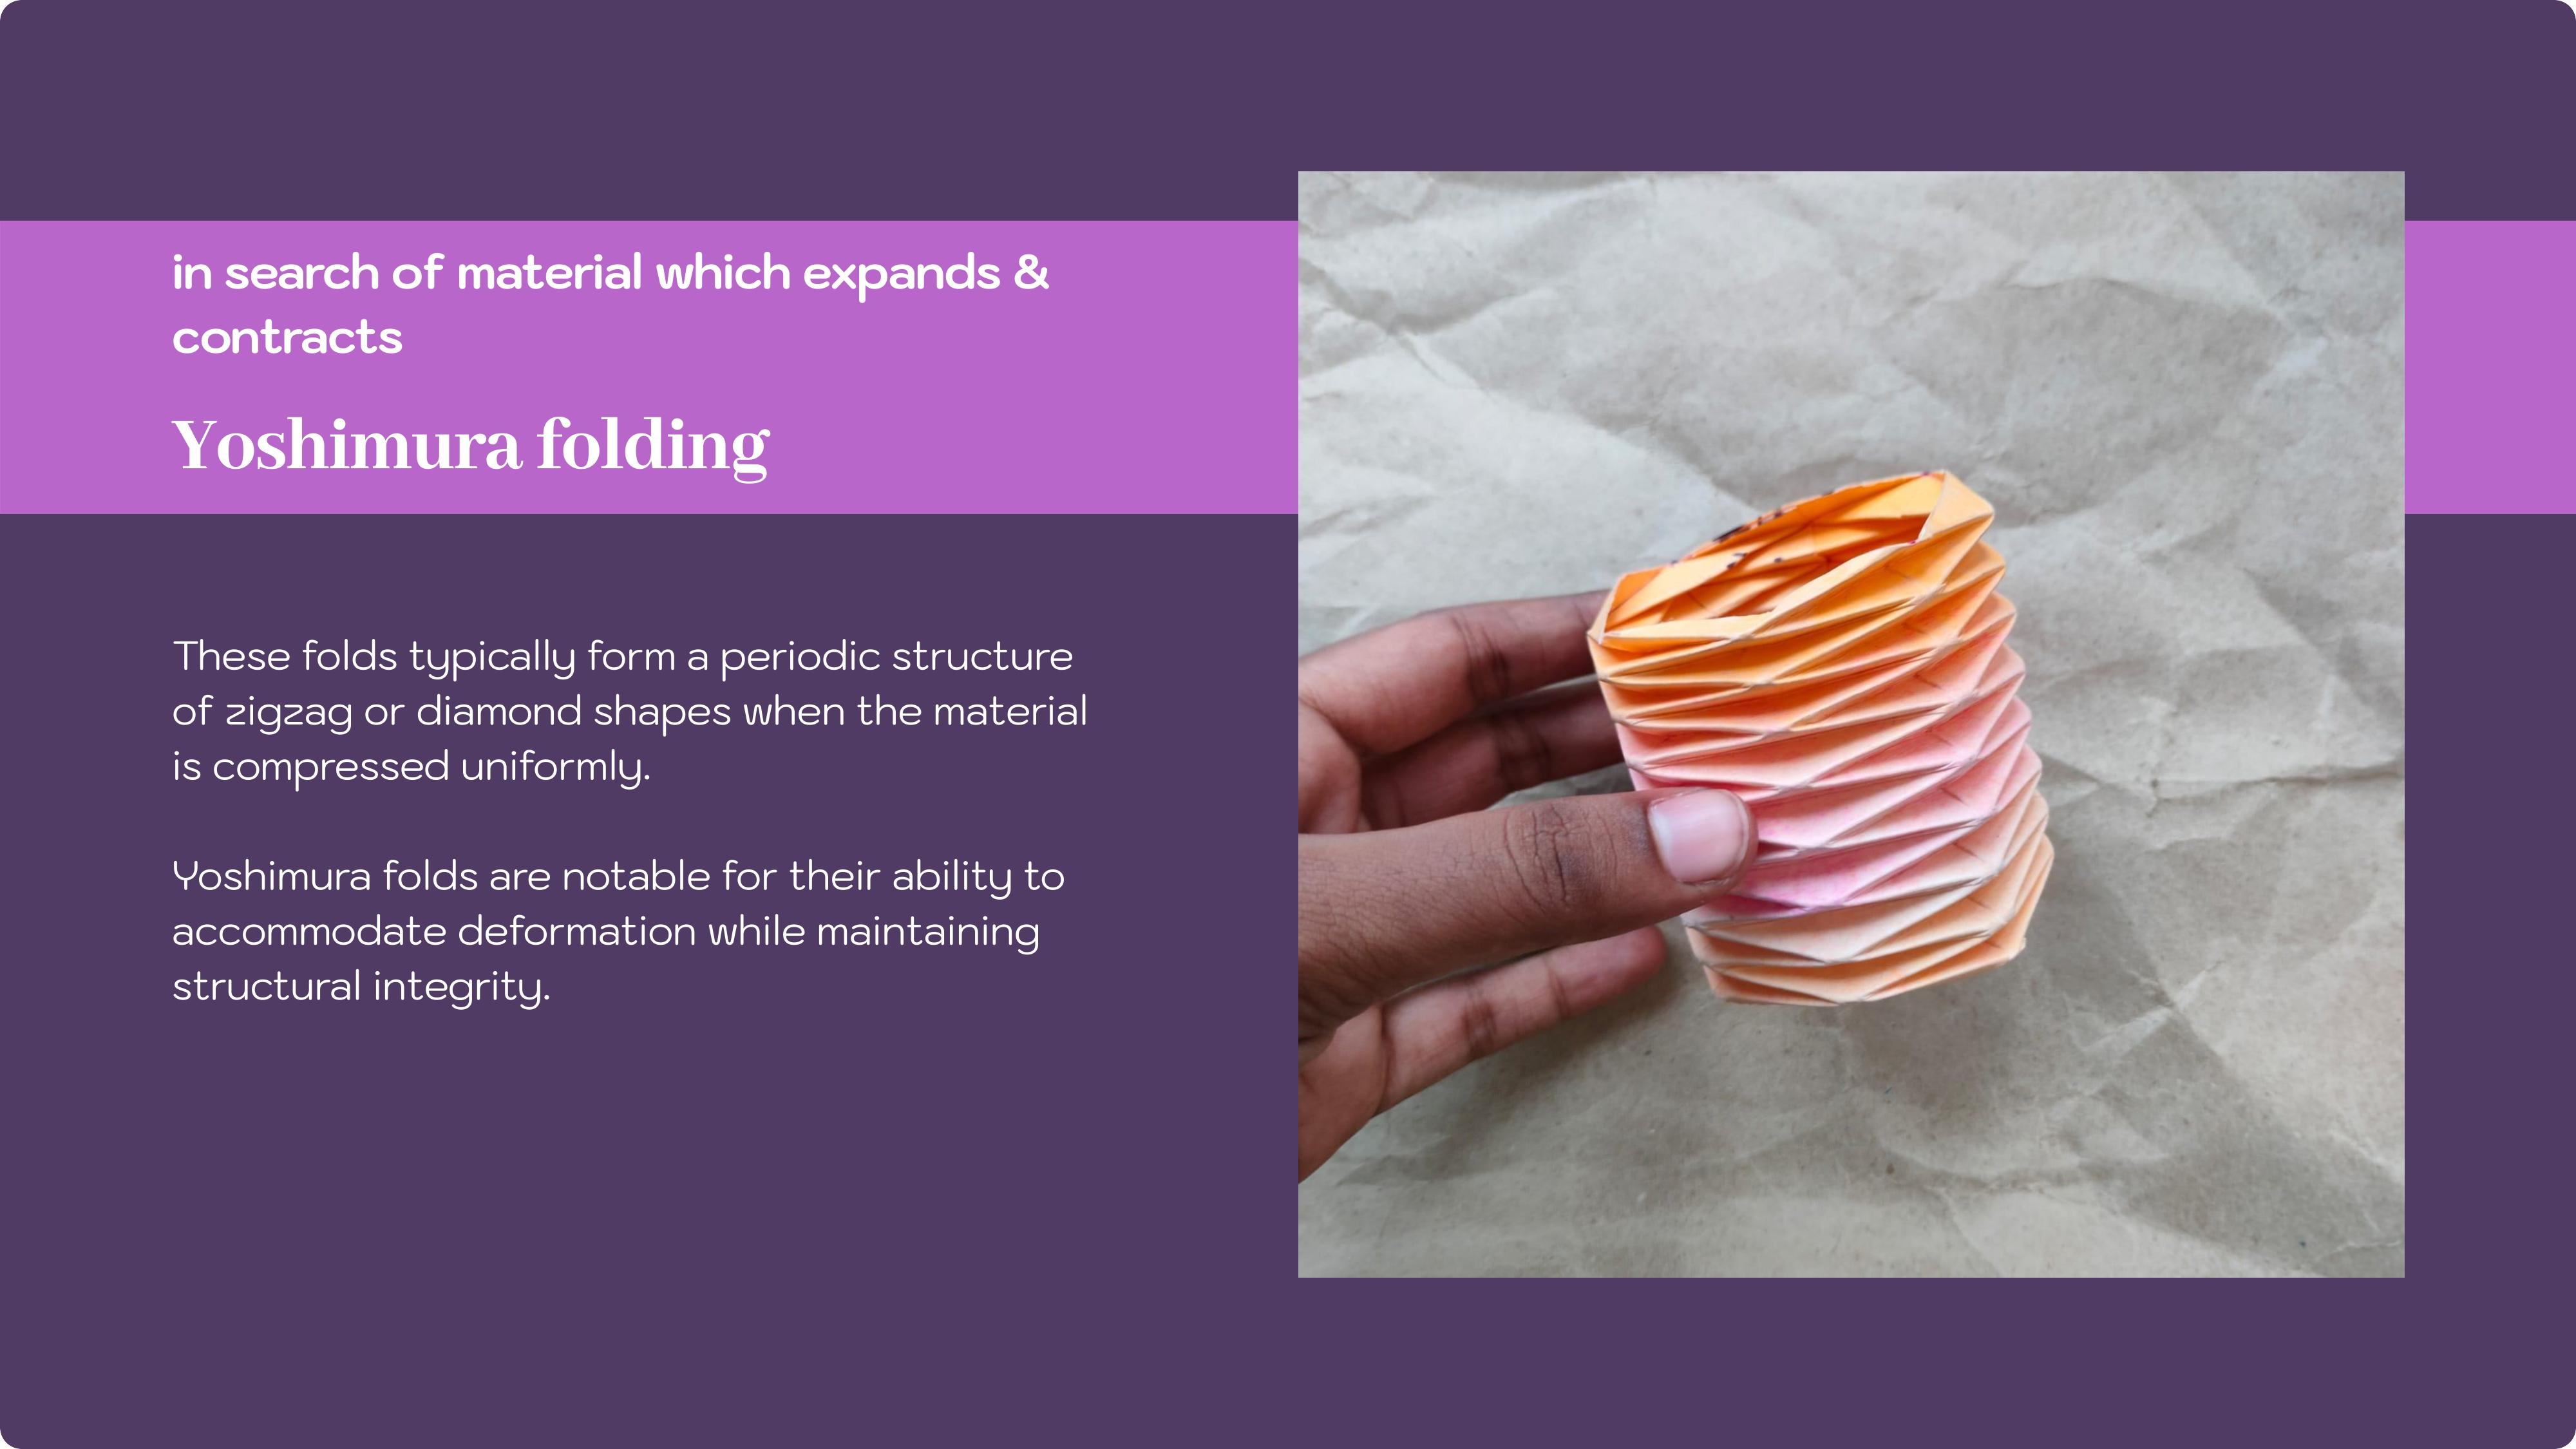 in search of material which expands &
contracts
Yoshimura folding
These folds typically form a periodic structure
of zigzag or diamond shapes when the material
is compressed uniformly.
Yoshimura folds are notable for their ability to
accommodate deformation while maintaining
structural integrity.